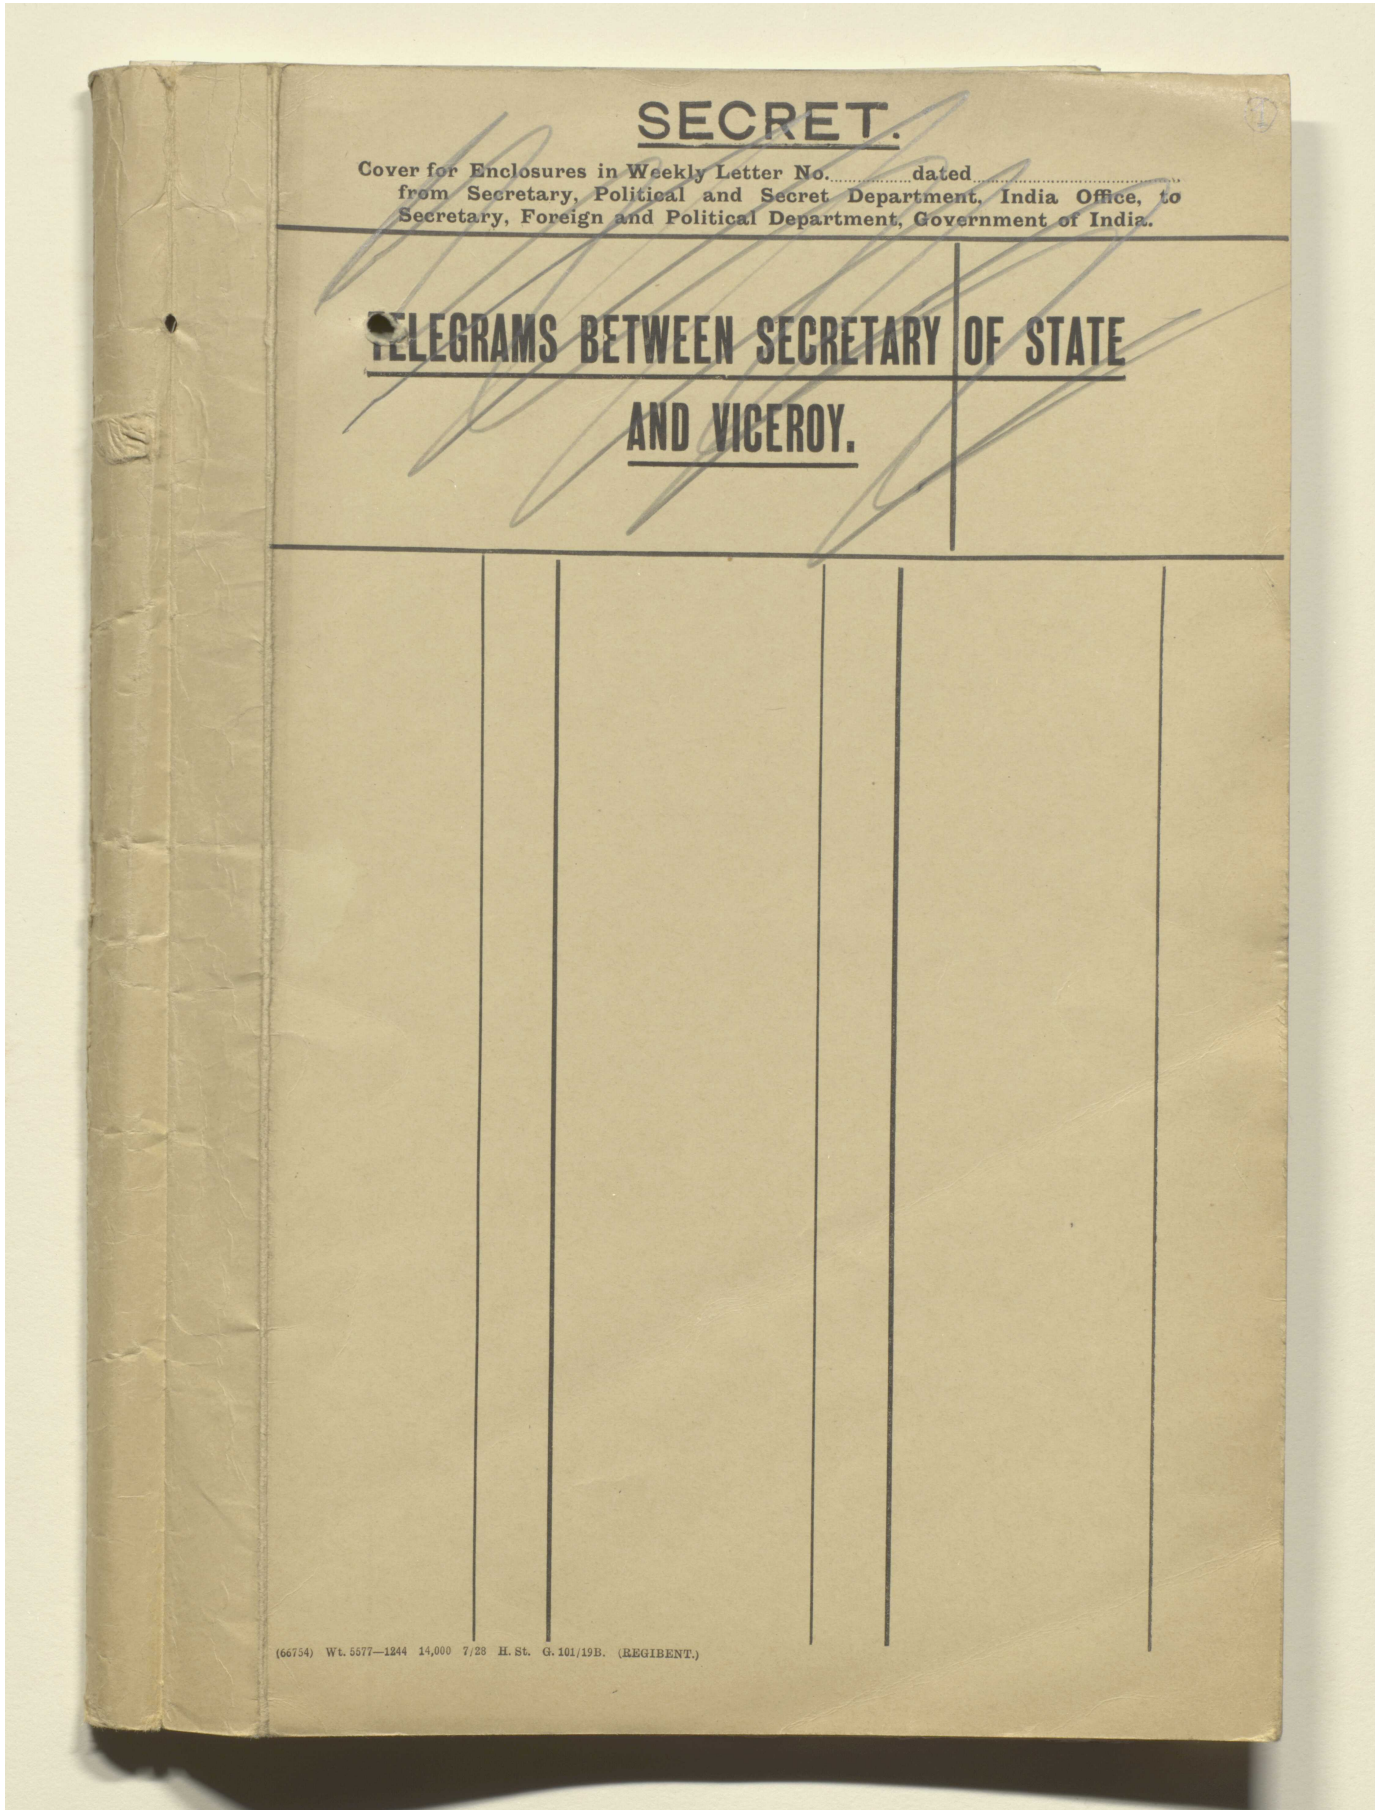 SECRET.
1
Cover for Enclosures in Weekly Letter No..............dated....................................
from Secretary, Political and Secret Department, India Office, to
Secretary, Foreign and Political Department, Government of India.
TELEGRAMS BETWEEN SECRETARY OF STATE
AND VICEROY.
(66754) Wt. 5577—1244 14,000 7/28 H. St. G. 101/19B. (REGIBENT.)